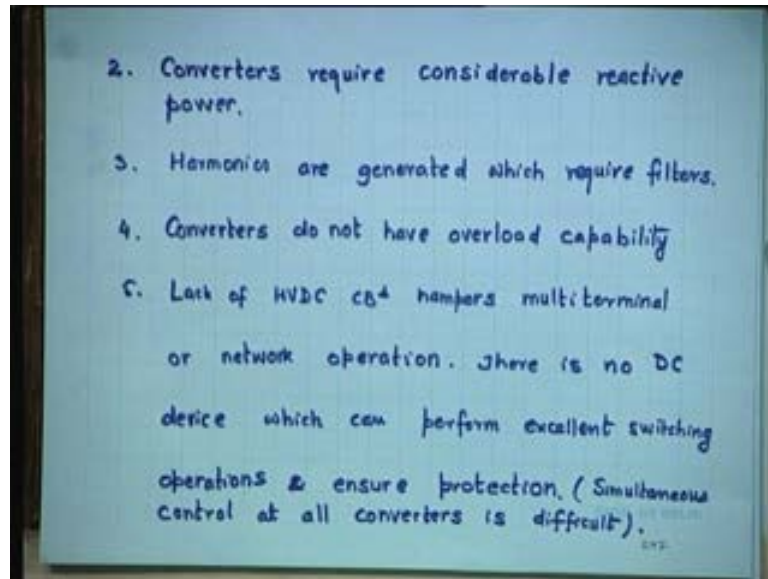 2. Converters require considerable reactive
power.
3. Harmonics are generated which require filters.
4. Converters do not have overload capability
5. Lack of HVDC CBs hampers multiterminal
or network operation. There is no DC
device which can perform excellent switching
operations & ensure protection. (Simultaneous
control at all converters is difficult).